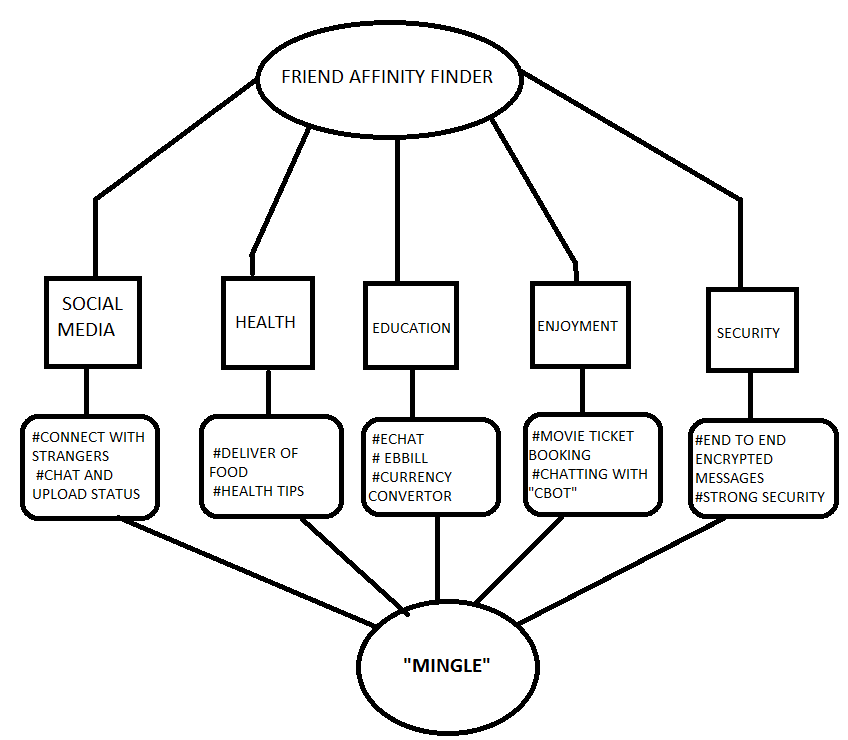 FRIEND AFFINITY FINDER
SOCIAL
MEDIA
HEALTH
EDUCATION
ENJOYMENT
SECURITY
#CONNECT WITH
STRANGERS
#CHAT AND
UPLOAD STATUS
#DELIVER OF
FOOD
#HEALTH TIPS
#ECHAT
# EBBILL
#CURRENCY
CONVERTOR
#MOVIE TICKET
BOOKING
#CHATTING WITH
"CBOT"
#END TO END
ENCRYPTED
MESSAGES
#STRONG SECURITY
"MINGLE"